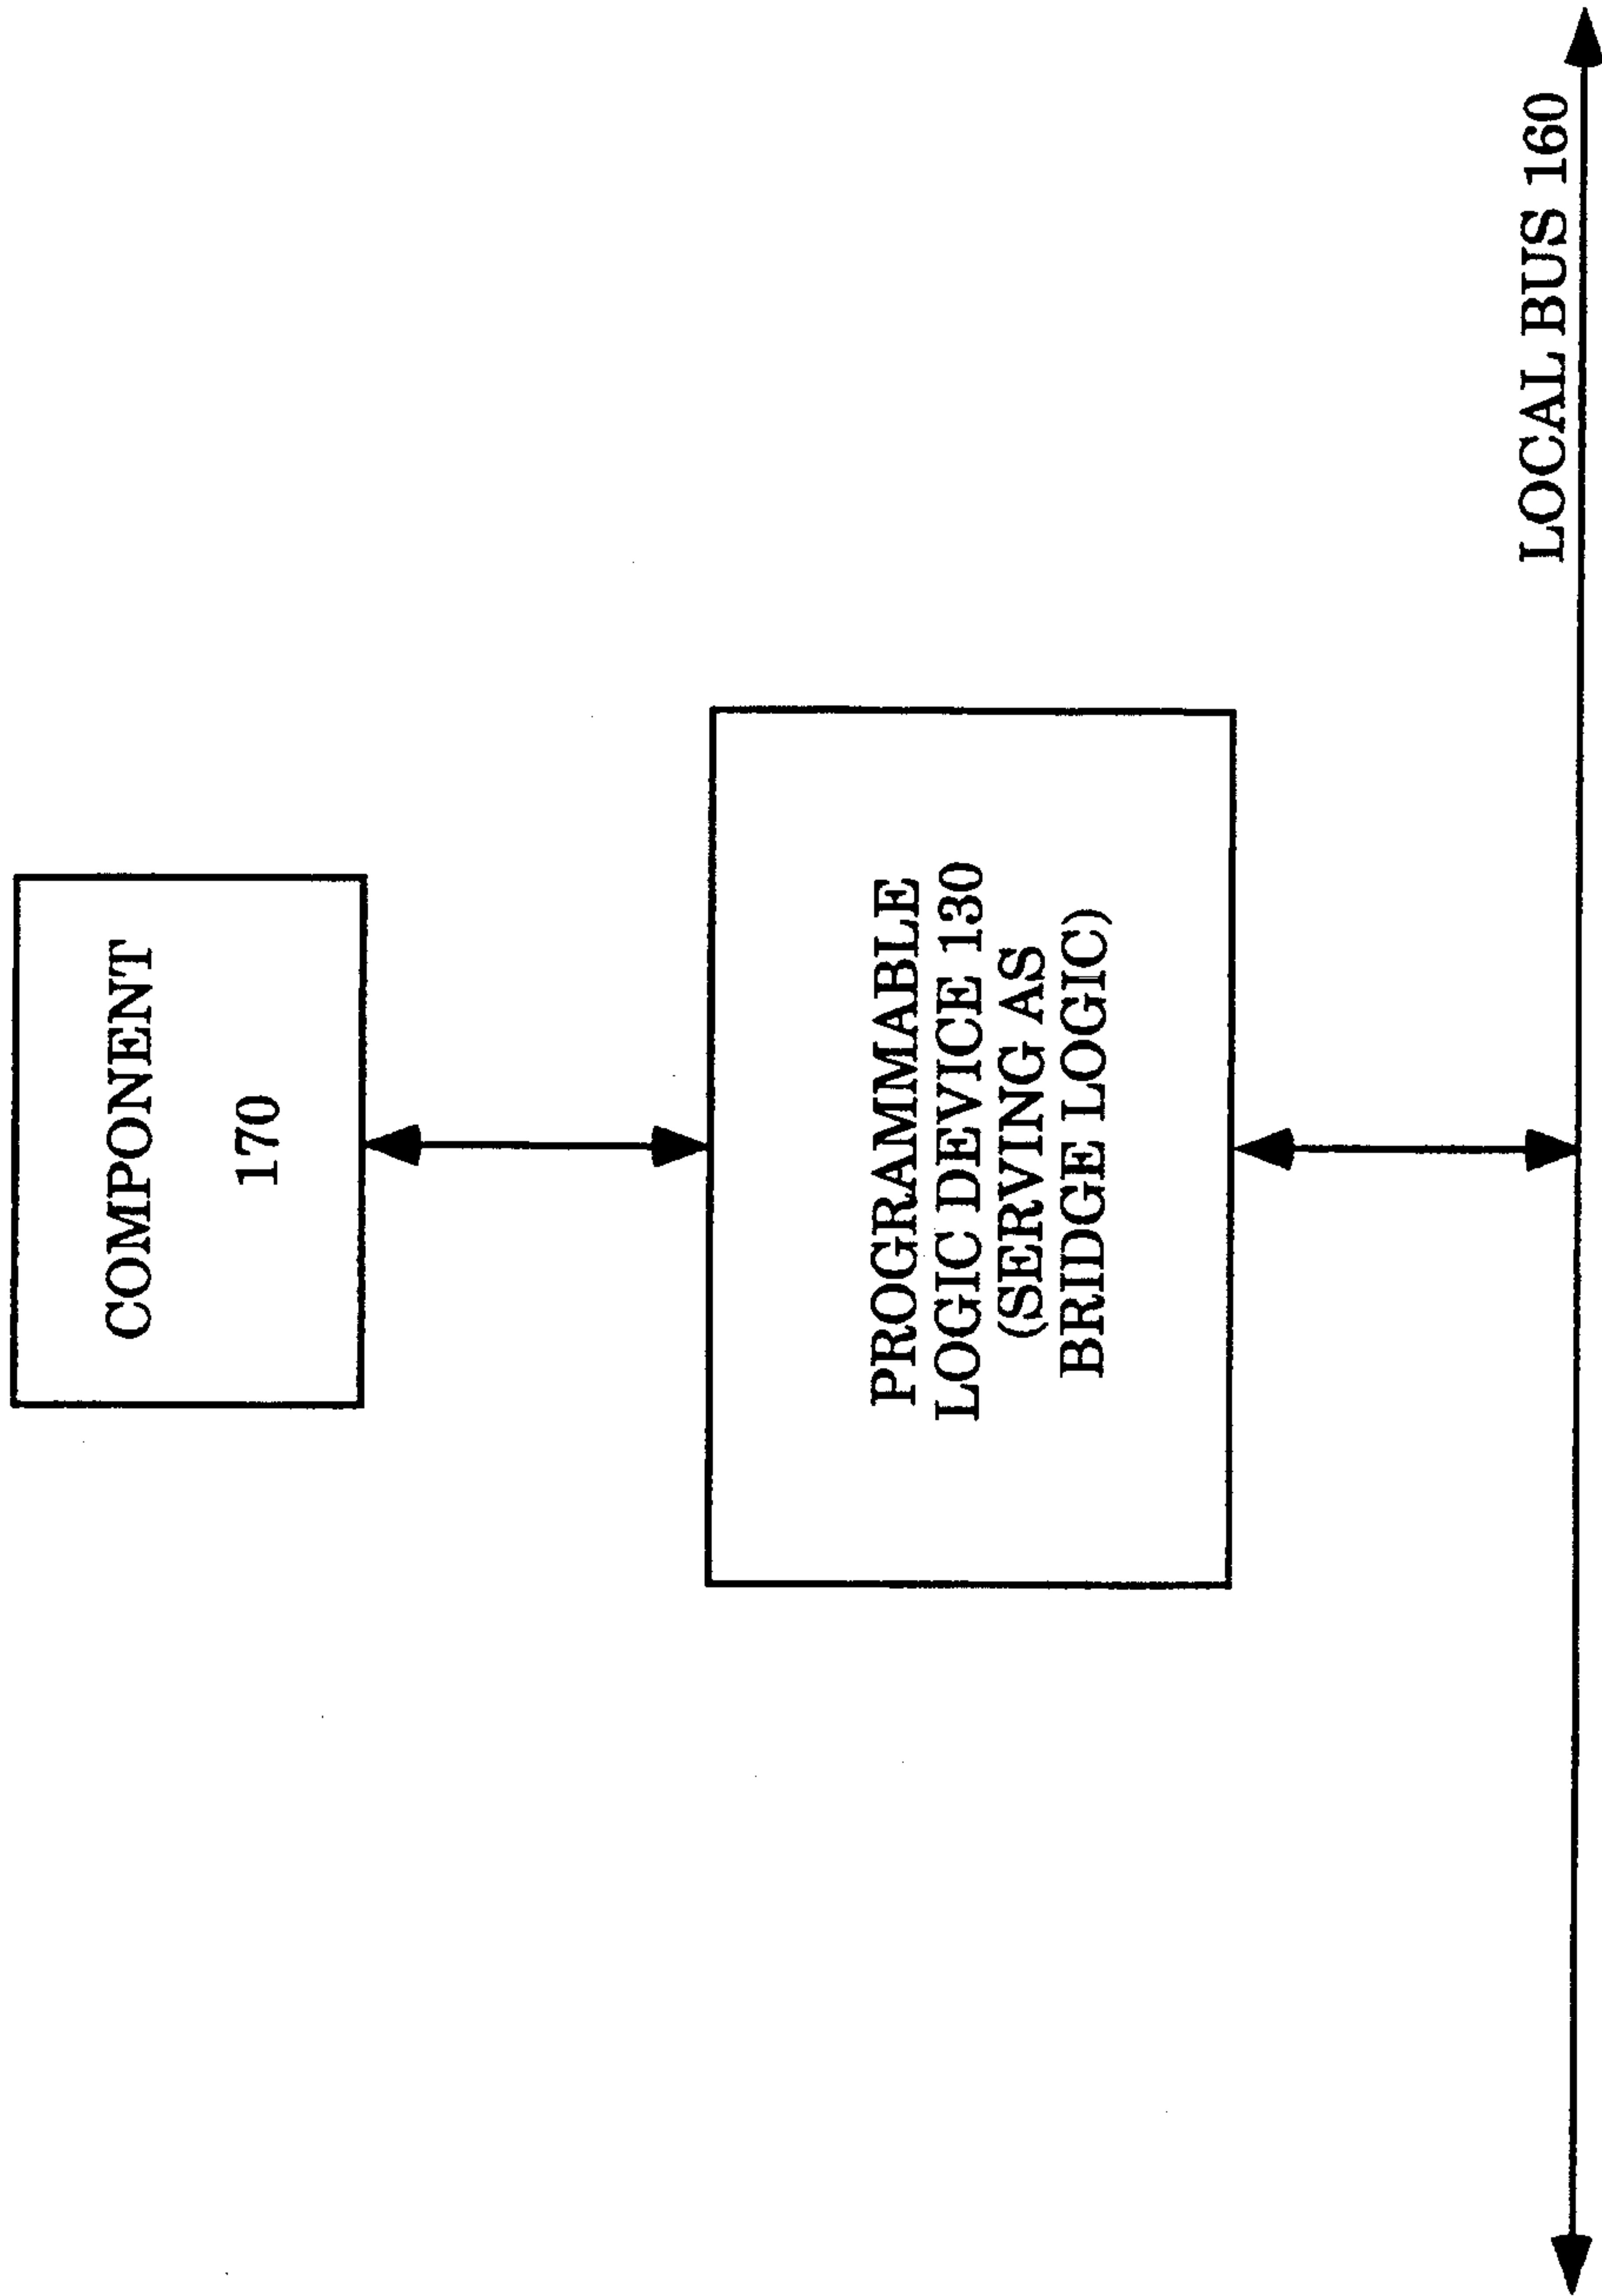 COMPONENT
170
PROGRAMMABLE
LOGIC DEVICE 130
(SERVING AS
BRIDGE LOGIC)
LOCAL BUS 160